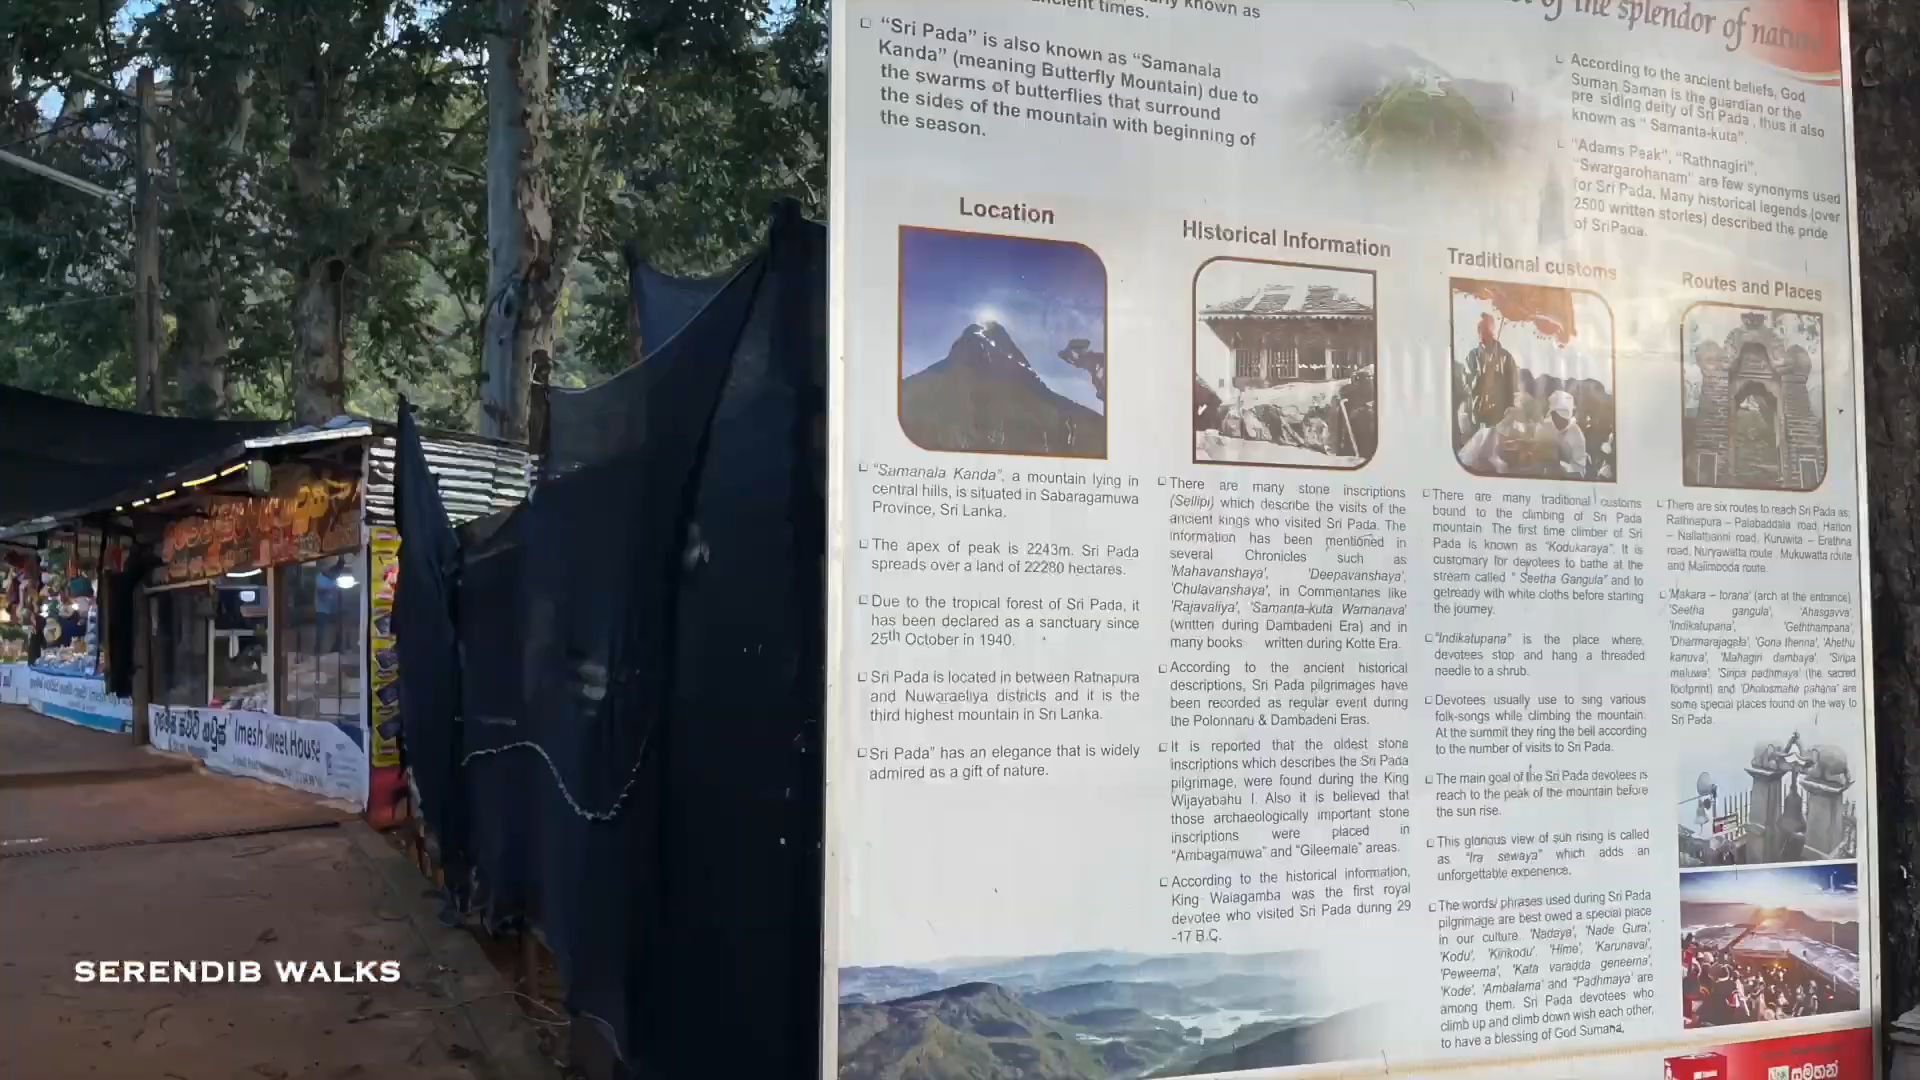 known as
ancient times.
"Sri Pada" is also known as "Samanala
Kanda" (meaning Butterfly Mountain) due to
the swarms of butterflies that surround
the sides of the mountain with beginning of
the season.
of the splendor of nature
According to the ancient beliefs, God
Suman Saman is the guardian or the
pre siding deity of Sri Pada , thus it also
known as " Samanta-kuta".
"Adams Peak", "Rathnagiri",
"Swargarohanam" are few synonyms used
for Sri Pada. Many historical legends (over
2500 written stories) described the pride
of SriPada.
Location
"Samanala Kanda", a mountain lying in
central hills, is situated in Sabaragamuwa
Province, Sri Lanka.
The apex of peak is 2243m. Sri Pada
spreads over a land of 22280 hectares.
Due to the tropical forest of Sri Pada, it
has been declared as a sanctuary since
25th October in 1940.
Sri Pada is located in between Ratnapura
and Nuwaraeliya districts and it is the
third highest mountain in Sri Lanka.
Sri Pada" has an elegance that is widely
admired as a gift of nature.
Historical Information
There are many stone inscriptions
(Sellipi) which describe the visits of the
ancient kings who visited Sri Pada. The
information has been mentioned in
several Chronicles such as
'Mahavanshaya', 'Deepavanshaya',
'Chulavanshaya', in Commentaries like
'Rajavaliya', 'Samanta-kuta Warnanava'
(written during Dambadeni Era) and in
many books written during Kotte Era.
According to the ancient historical
descriptions, Sri Pada pilgrimages have
been recorded as regular event during
the Polonnaru & Dambadeni Eras.
It is reported that the oldest stone
inscriptions which describes the Sri Pada
pilgrimage, were found during the King
Wijayabahu I. Also it is believed that
those archaeologically important stone
inscriptions were placed in
"Ambagamuwa" and "Gileemale" areas.
According to the historical information,
King Walagamba was the first royal
devotee who visited Sri Pada during 29
-17 B.C.
Traditional customs
There are many traditional customs
bound to the climbing of Sri Pada
mountain. The first time climber of Sri
Pada is known as "Kodukaraya". It is
customary for devotees to bathe at the
stream called " Seetha Gangula" and to
getready with white cloths before starting
the journey.
"Indikatupana" is the place where,
devotees stop and hang a threaded
needle to a shrub.
Devotees usually use to sing various
folk-songs while climbing the mountain.
At the summit they ring the bell according
to the number of visits to Sri Pada.
The main goal of the Sri Pada devotees is
reach to the peak of the mountain before
the sun rise.
This glorious view of sun rising is called
as "Ira sewaya" which adds an
unforgettable experience.
The words/ phrases used during Sri Pada
pilgrimage are best owed a special place
in our culture. 'Nadaya', 'Nade Gura',
'Kodu', 'Kirikodu' 'Hime', 'Karunavai',
'Peweema', 'Kata varadda geneema',
'Kode', 'Ambalama' and "Padhmaya' are
among them. Sri Pada devotees who
climb up and climb down wish each other,
to have a blessing of God Sumana.
Routes and Places
There are six routes to reach Sri Pada as;
Rathnapura – Palabaddala road, Hatton
– Nallathanni road, Kuruwita – Erathna
road, Nuryawatta route Mukuwatta route
and Malimboda route.
'Makara – torana' (arch at the entrance)
'Seetha gangula', 'Ahasgavva',
'Indikatupana', 'Geththampana',
'Dharmarajagala', 'Gona thenna', 'Ahethu
kanuva', 'Mahagiri dambaya' 'Siripa
maluwa', 'Siripa padhmaya' (the sacred
footprint) and 'Dholosmahe pahana' are
some special places found on the way to
Sri Pada.
Imesh Sweet House
SERENDIB WALKS
සමහන්